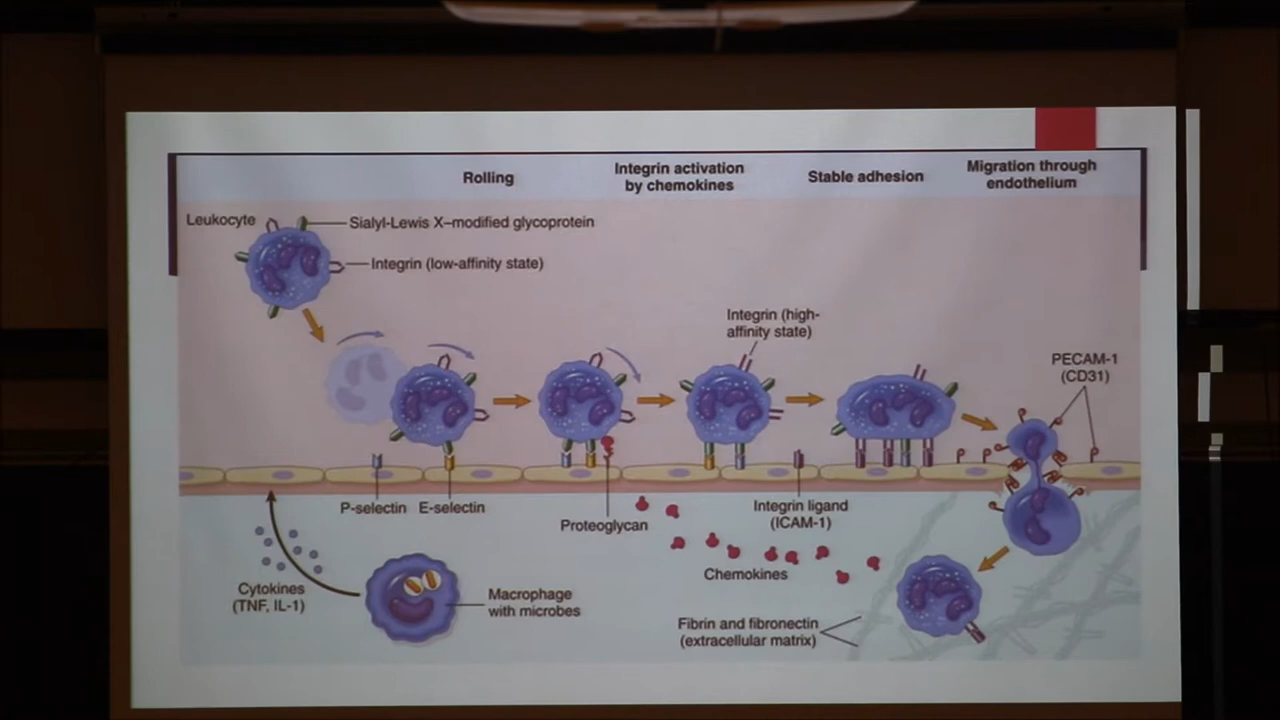 Rolling
Integrin activation
by chemokines
Stable adhesion
Migration through
endothelium
Leukocyte
Sialyl-Lewis X–modified glycoprotein
Integrin (low-affinity state)
Integrin (high-
affinity state)
PECAM-1
(CD31)
P-selectin
E-selectin
Proteoglycan
Integrin ligand
(ICAM-1)
Cytokines
(TNF, IL-1)
Macrophage
with microbes
Chemokines
Fibrin and fibronectin
(extracellular matrix)